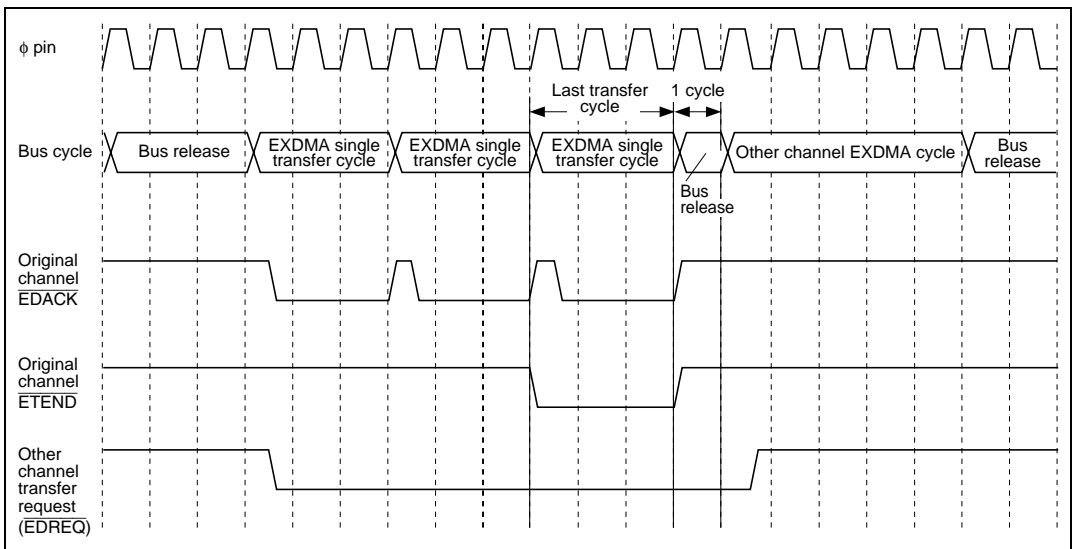 ϕ pin
Last transfer
cycle
1 cycle
Bus cycle
Bus release
EXDMA single
transfer cycle
EXDMA single
transfer cycle
EXDMA single
transfer cycle
Bus
release
Other channel EXDMA cycle
Bus
release
Original
channel
EDACK
Original
channel
ETEND
Other
channel
transfer
request
(EDREQ)